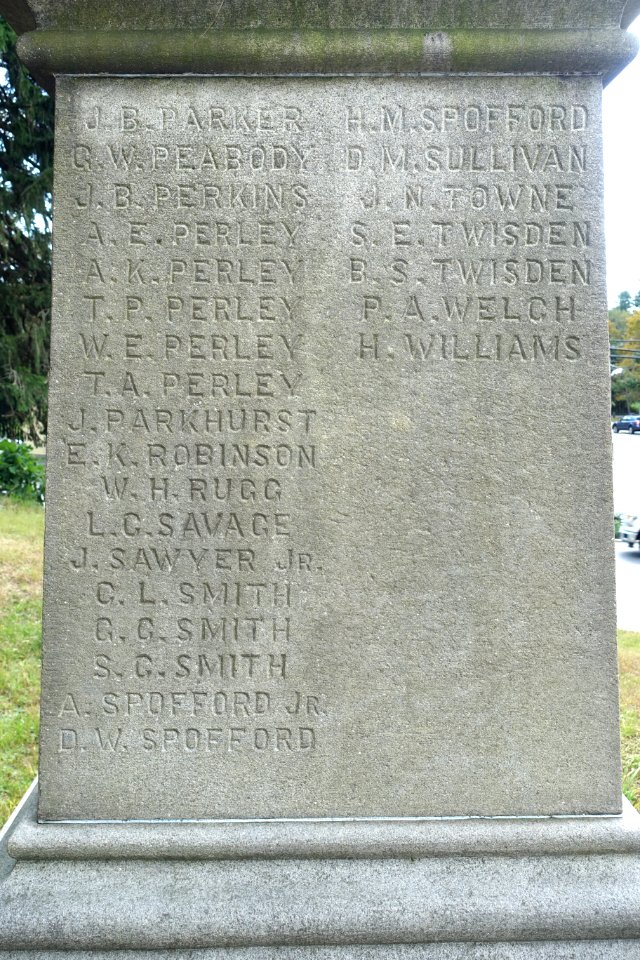 J. B. PARKER
G. W. PEABODY
J. B. PERKINS
A. E. PERLEY
A. K. PERLEY
T. P. PERLEY
W. E. PERLEY
T. A. PERLEY
J. PARKHURST
E. K. ROBINSON
W. H. RUGG
L. G. SAVAGE
J. SAWYER JR.
C. L. SMITH
G. G. SMITH
S. G. SMITH
A. SPOFFORD JR.
D. W. SPOFFORD
H. M. SPOFFORD
D. M. SULLIVAN
J. N. TOWNE
S. E. TWISDEN
B. S. TWISDEN
P. A. WELCH
H. WILLIAMS